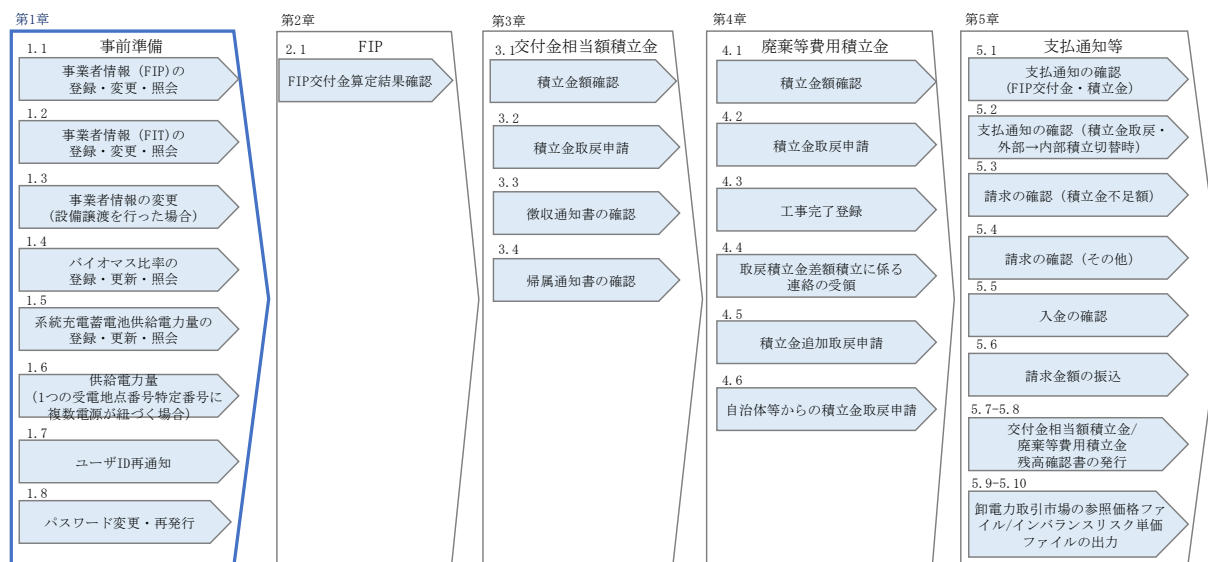 第1章
事前準備
1.1
事業者情報（FIP)の
登録・変更・照会
1.2
事業者情報（FIT)の
登録・変更・照会
1.3
事業者情報の変更
(設備譲渡を行った場合)
1.4
バイオマス比率の
登録・更新・照会
1.5
系統充電蓄電池供給電力量の
登録・更新・照会
1.6
供給電力量
(1つの受電地点番号特定番号に
複数電源が紐づく場合)
1.7
ユーザID再通知
1.8
パスワード変更・再発行
第2章
FIP
2.1
FIP交付金算定結果確認
第3章
交付金相当額積立金
3.1
積立金額確認
3.2
積立金取戻申請
3.3
徴収通知書の確認
3.4
帰属通知書の確認
第4章
廃棄等費用積立金
4.1
積立金額確認
4.2
積立金取戻申請
4.3
工事完了登録
4.4
取戻積立金差額積立に係る
連絡の受領
4.5
積立金追加取戻申請
4.6
自治体等からの積立金取戻申請
第5章
支払通知等
5.1
支払通知の確認
(FIP交付金・積立金)
5.2
支払通知の確認（積立金取戻・
外部→内部積立切替時）
5.3
請求の確認（積立金不足額）
5.4
請求の確認（その他）
5.5
入金の確認
5.6
請求金額の振込
5.7-5.8
交付金相当額積立金/
廃棄等費用積立金
残高確認書の発行
5.9-5.10
卸電力取引市場の参照価格ファ
イル/インバランスリスク単価
ファイルの出力